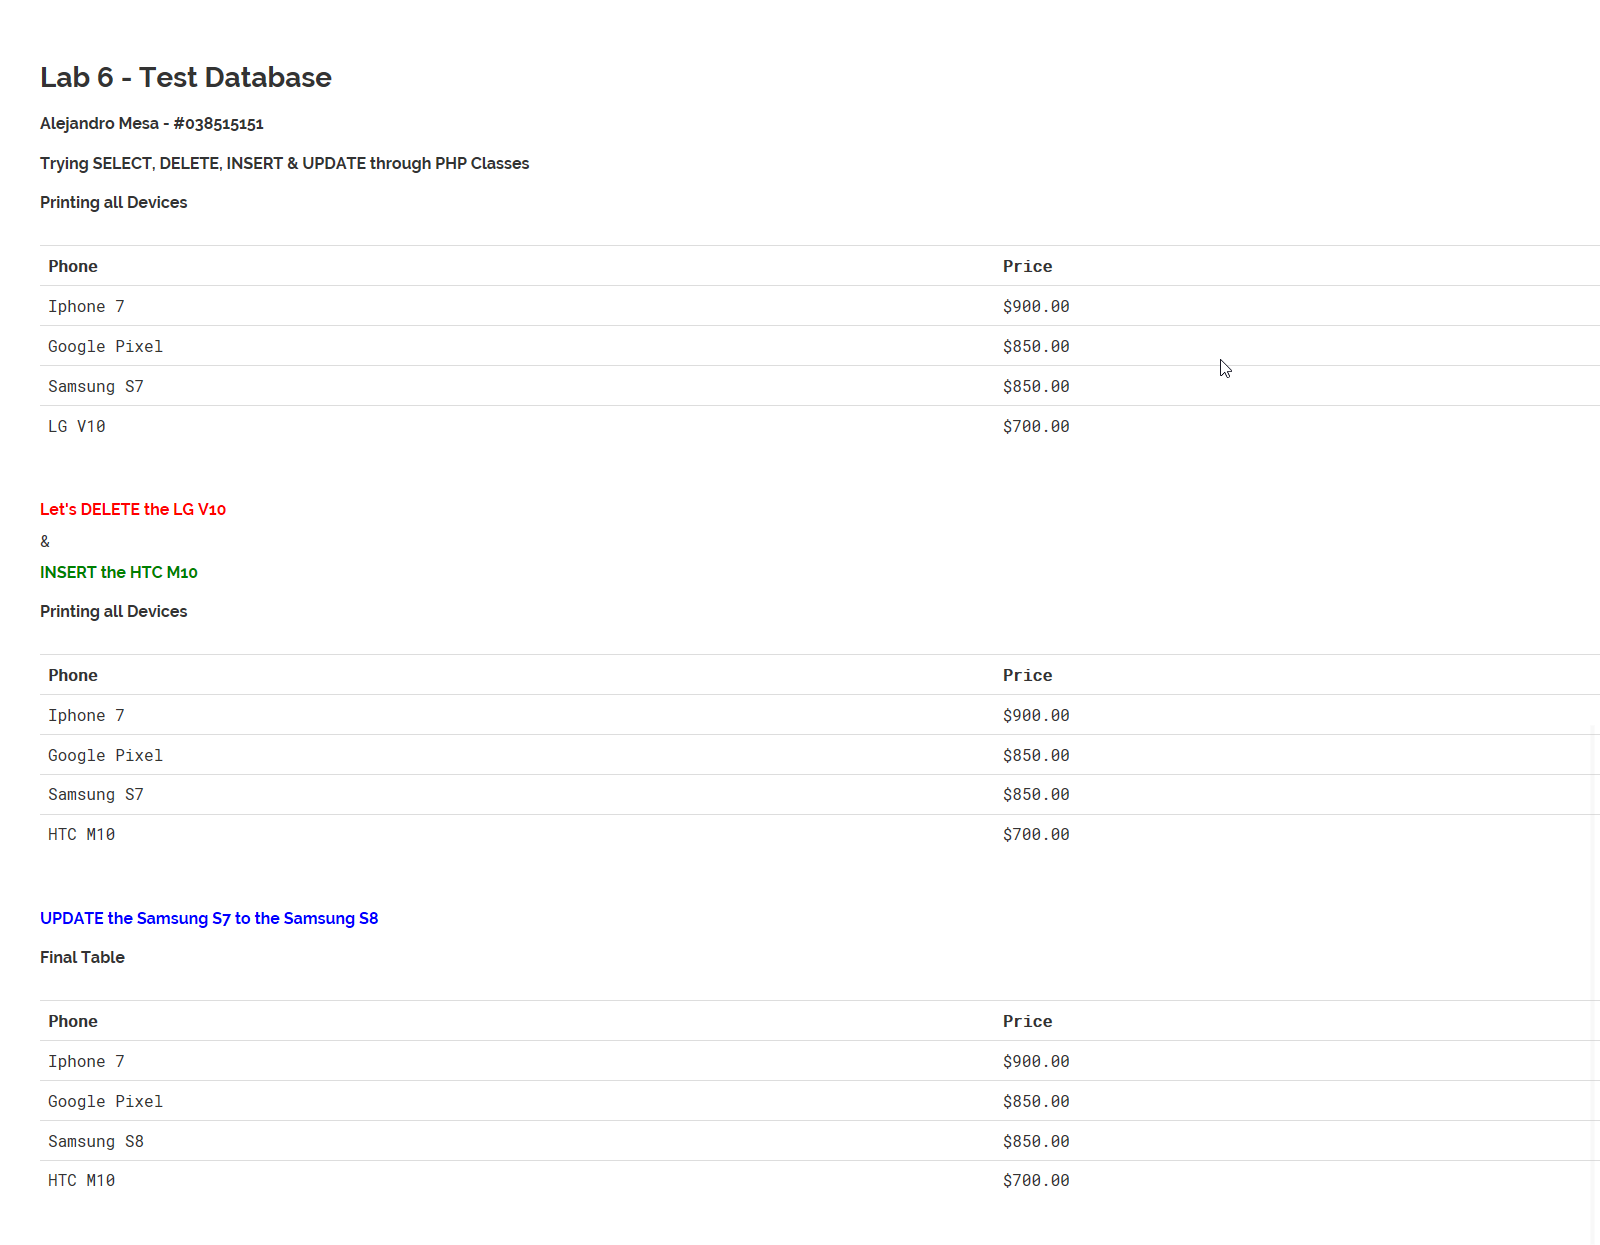 Lab 6 - Test Database
Alejandro Mesa - #038515151
Trying SELECT, DELETE, INSERT & UPDATE through PHP Classes
Printing all Devices
Phone Price
Iphone 7 $900.00
Google Pixel $850.00
Samsung S7 $850.00
LG V10 $700.00
Let's DELETE the LG V10
&
INSERT the HTC M10
Printing all Devices
Phone Price
Iphone 7 $900.00
Google Pixel $850.00
Samsung S7 $850.00
HTC M10 $700.00
UPDATE the Samsung S7 to the Samsung S8
Final Table
Phone Price
Iphone 7 $900.00
Google Pixel $850.00
Samsung S8 $850.00
HTC M10 $700.00